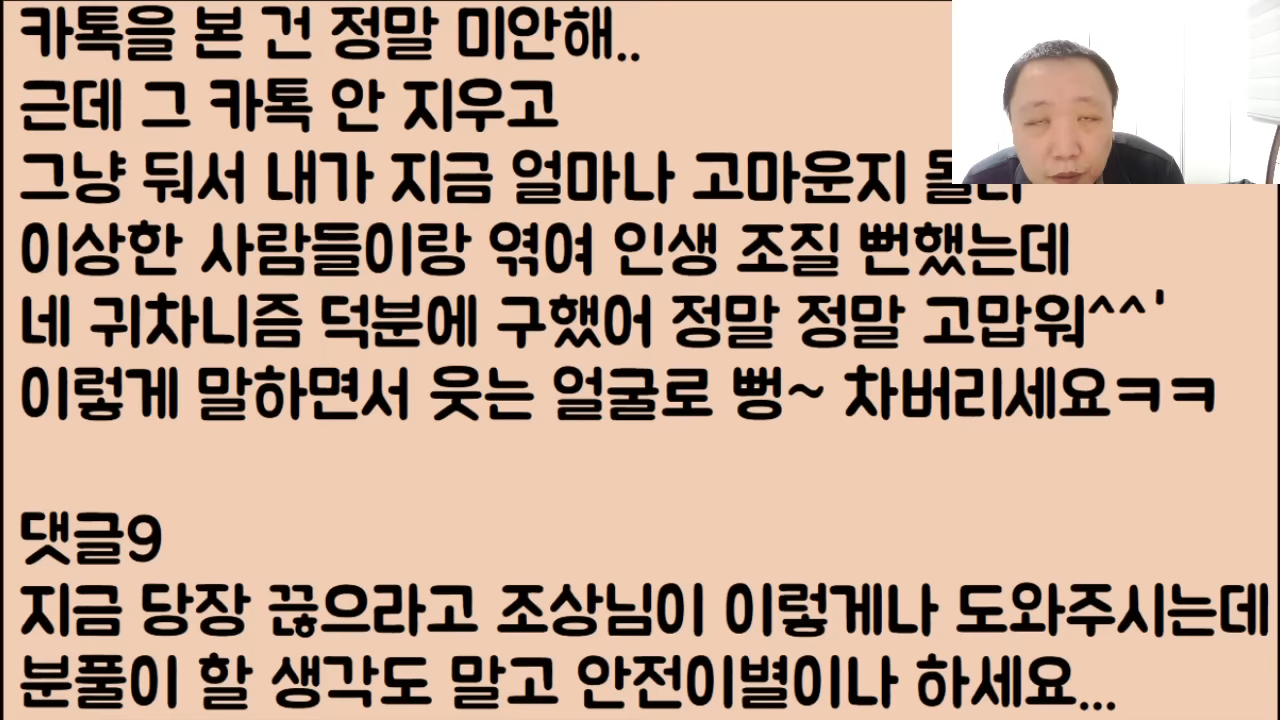 카톡을 본 건 정말 미안해..
근데 그 카톡 안 지우고
그냥 둬서 내가 지금 얼마나 고마운지
이상한 사람들이랑 엮여 인생 조질 뻔했는데
네 귀차니즘 덕분에 구했어 정말 정말 고맙워^^'
이렇게 말하면서 웃는 얼굴로 뻥~ 차버리세요ㅋㅋ
댓글9
지금 당장 끊으라고 조상님이 이렇게나 도와주시는데
분풀이 할 생각도 말고 안전이별이나 하세요...